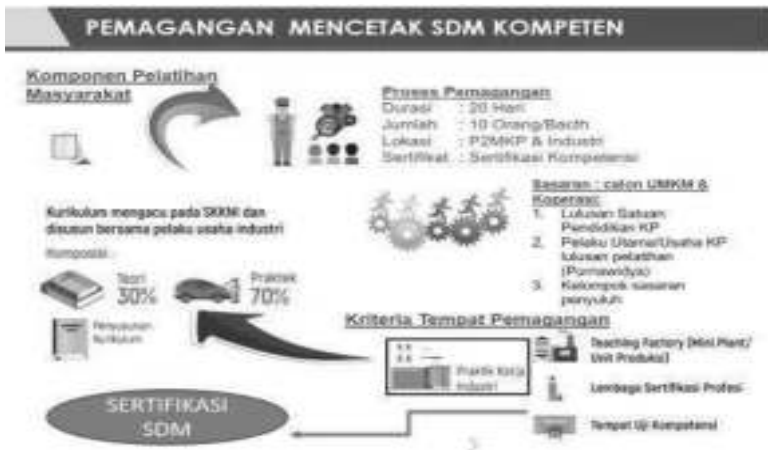 PEMAGANGAN MENCETAK SDM KOMPETEN
Komponen Pelatihan
Masyarakat
Proses Pemagangan
Durasi : 20 Hari
Jumlah : 10 Orang/Bacth
Lokasi : P2MKP & Industri
Sertifikat : Sertifikasi Kompetensi
Sasaran : calon UMKM &
Koperasi:
1. Lulusan Satuan
Pendidikan KP
2. Pelaku Utama/Usaha KP
lulusan pelatihan
(Purnawidya)
3. Kelompok sasaran
penyuluh
Kurikulum mengacu pada SKKNI dan
disusun bersama pelaku usaha industri
Komposisi :
Teori
30%
Praktek
70%
Penyusunan
Kurikulum
Kriteria Tempat Pemagangan
Praktik Kerja
Industri
Teaching Factory (Mini Plant/
Unit Produksi)
Lembaga Sertifikasi Profesi
Tempat Uji Kompetensi
SERTIFIKASI
SDM